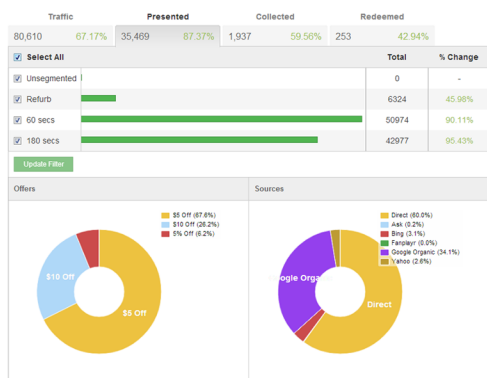 Traffic Presented Collected Redeemed
80,610 67.17% 35,469 87.37% 1,937 59.56% 253 42.94%
Select All Total % Change
Unsegmented 0 -
Refurb 6324 45.98%
60 secs 50974 90.11%
180 secs 42977 95.43%
Update Filter
Offers Sources
$5 Off (67.6%)
$10 Off (26.2%)
5% Off (6.2%)
$10 Off
$5 Off
Direct (60.0%)
Ask (0.2%)
Bing (3.1%)
Fanplayr (0.0%)
Google Organic (34.1%)
Yahoo (2.6%)
ogle Orga
Direct